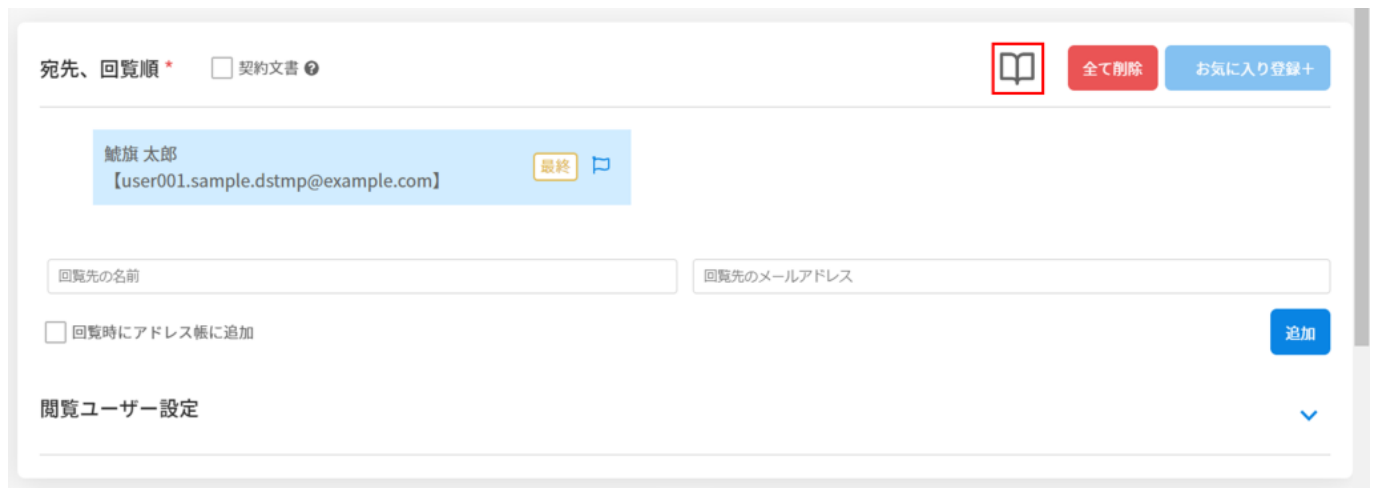 宛先、回覧順 *
契約文書
全て削除
お気に入り登録+
鯱旗 太郎
【user001.sample.dstmp@example.com】
最終
回覧先の名前
回覧先のメールアドレス
回覧時にアドレス帳に追加
追加
閲覧ユーザー設定